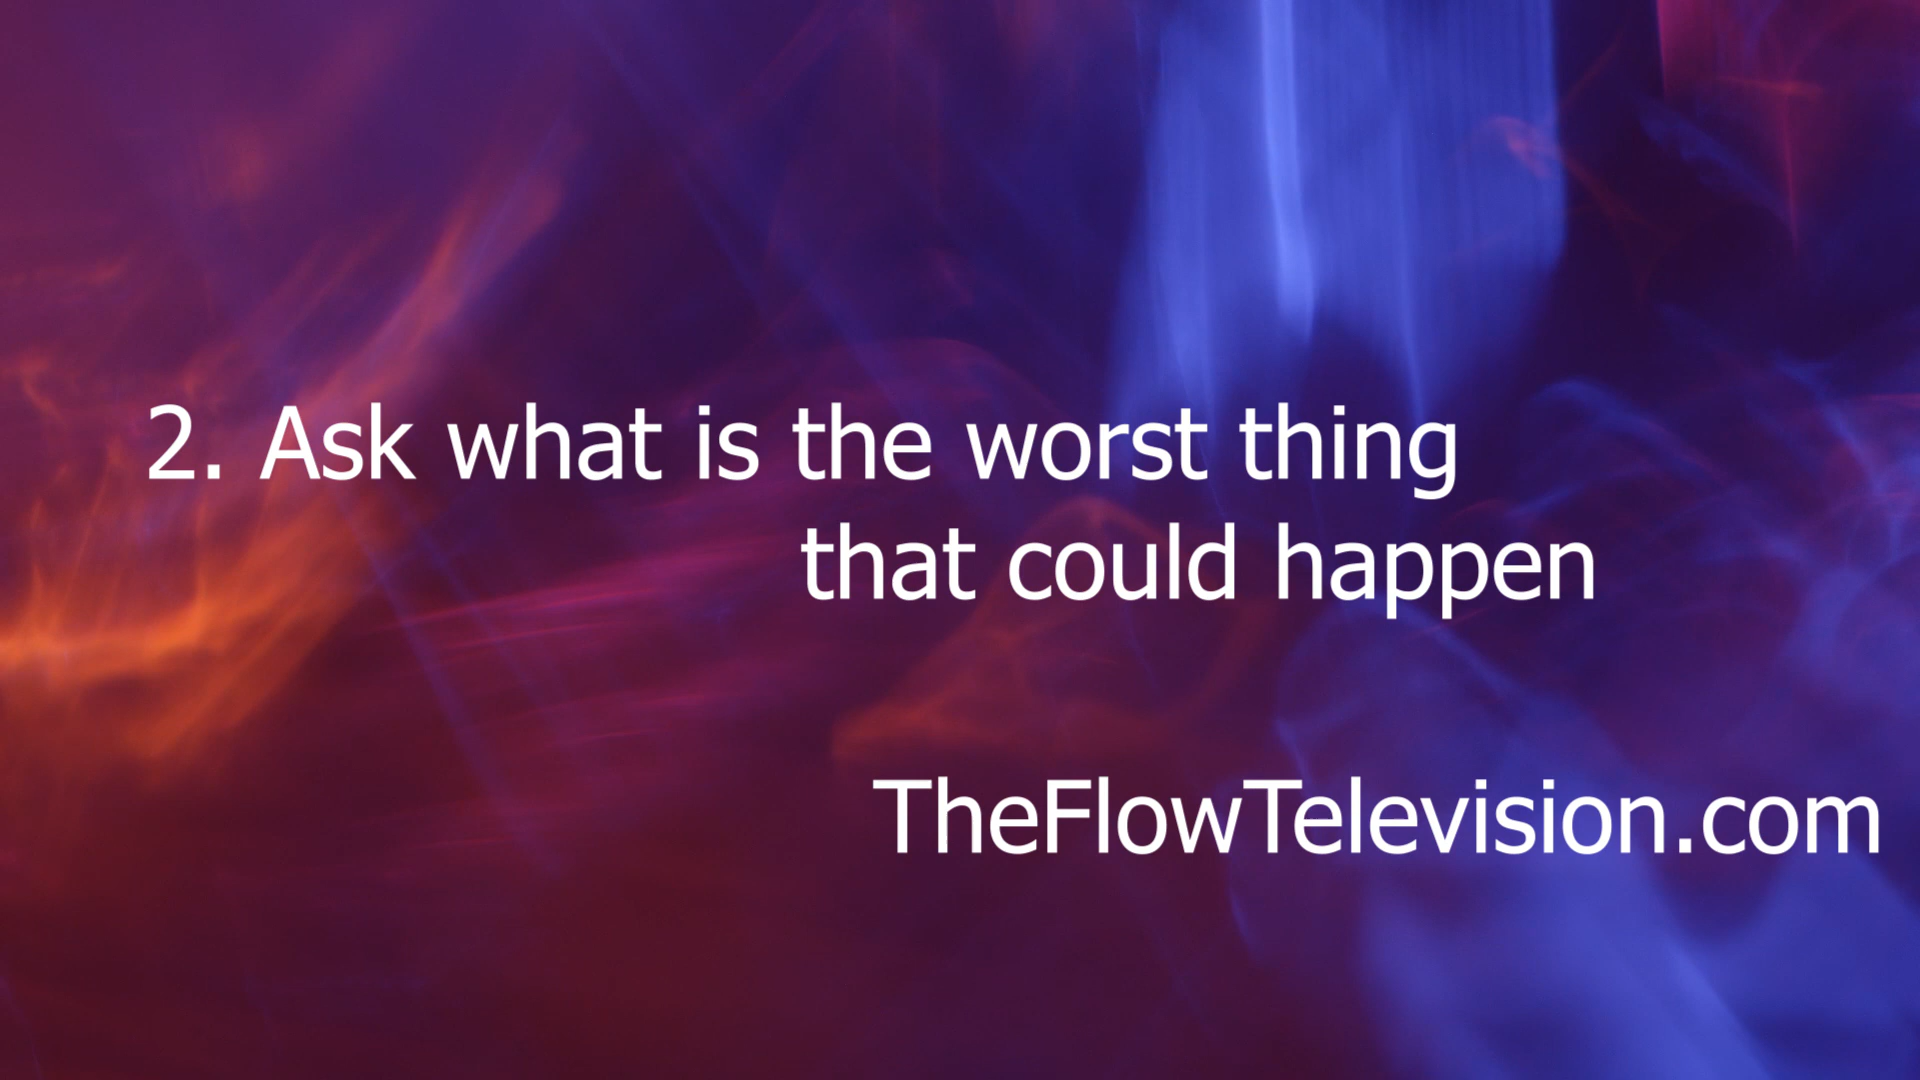 2. Ask what is the worst thing
that could happen
TheFlowTelevision.com